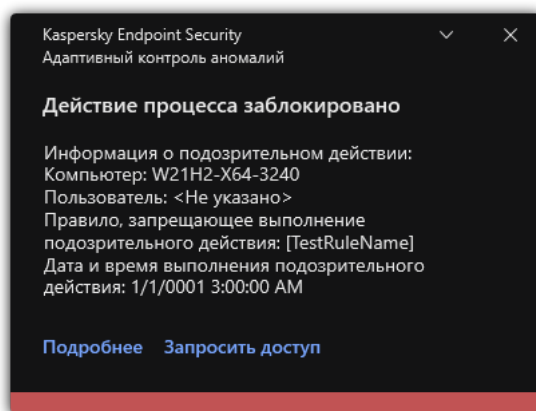 Kaspersky Endpoint Security
Адаптивный контроль аномалий
Действие процесса заблокировано
Информация о подозрительном действии:
Компьютер: W21H2-X64-3240
Пользователь: <Не указано>
Правило, запрещающее выполнение
подозрительного действия: [TestRuleName]
Дата и время выполнения подозрительного
действия: 1/1/0001 3:00:00 AM
Подробнее Запросить доступ